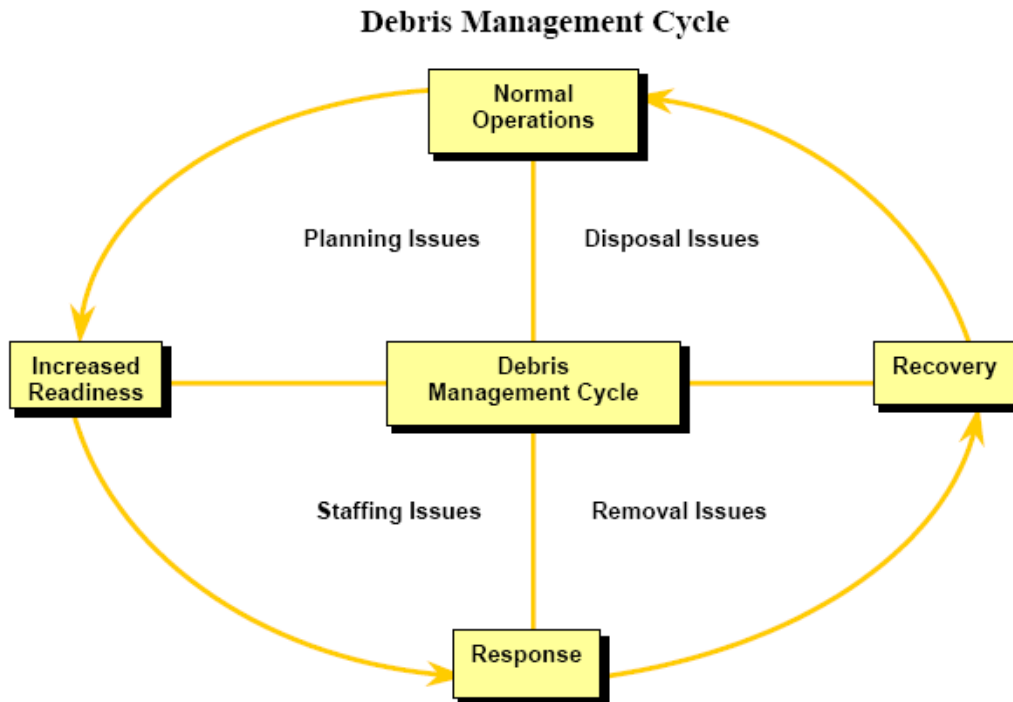 Debris Management Cycle
Normal
Operations
Planning Issues
Disposal Issues
Increased
Readiness
Debris
Management Cycle
Recovery
Staffing Issues
Removal Issues
Response